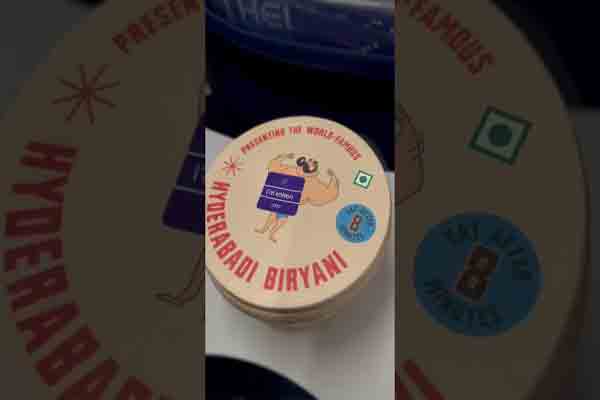 PRESENTING THE WORLD-FAMOUS
HYDERABADI BIRYANI
EAT AFTER
8
MINUTES